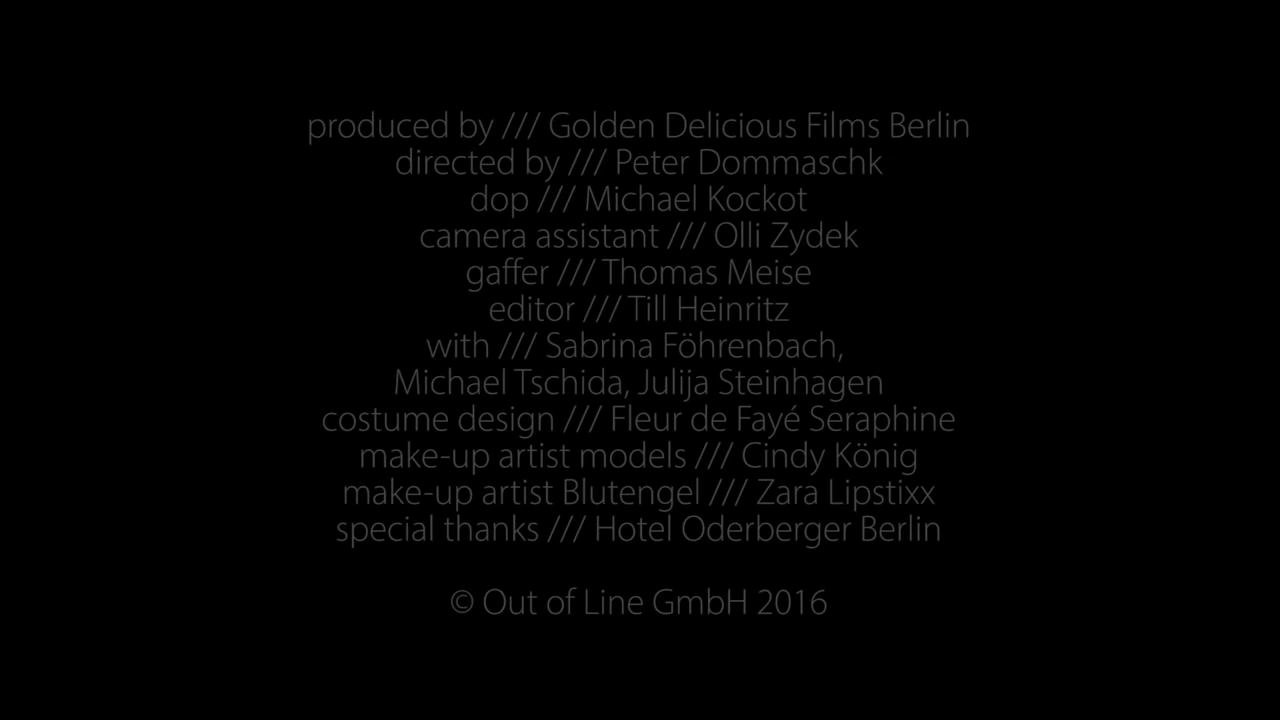 produced by /// Golden Delicious Films Berlin
directed by /// Peter Dommaschk
dop /// Michael Kockot
camera assistant /// Olli Zydek
gaffer /// Thomas Meise
editor /// Till Heinritz
with /// Sabrina Föhrenbach,
Michael Tschida, Julija Steinhagen
costume design /// Fleur de Fayé Seraphine
make-up artist models /// Cindy König
make-up artist Blutengel /// Zara Lipstixx
special thanks /// Hotel Oderberger Berlin
© Out of Line GmbH 2016